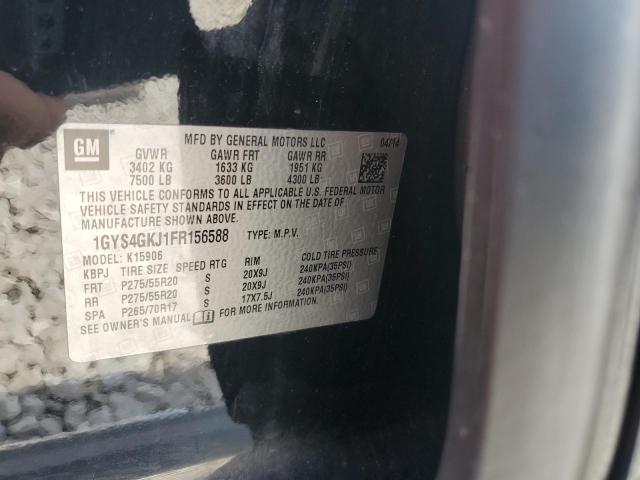 GM
MFD BY GENERAL MOTORS LLC 04/14
GVWR GAWR FRT GAWR RR
3402 KG 1633 KG 1951 KG
7500 LB 3600 LB 4300 LB
THIS VEHICLE CONFORMS TO ALL APPLICABLE U.S. FEDERAL MOTOR
VEHICLE SAFETY STANDARDS IN EFFECT ON THE DATE OF
MANUFACTURE SHOWN ABOVE.
1GYS4GKJ1FR156588 TYPE: M.P.V.
MODEL: K15906
KBPJ TIRE SIZE SPEED RTG RIM COLD TIRE PRESSURE
FRT P275/55R20 S 20X9J 240KPA(35PSI)
RR P275/55R20 S 20X9J 240KPA(35PSI)
SPA P265/70R17 S 17X7.5J 240KPA(35PSI)
SEE OWNER'S MANUAL FOR MORE INFORMATION.